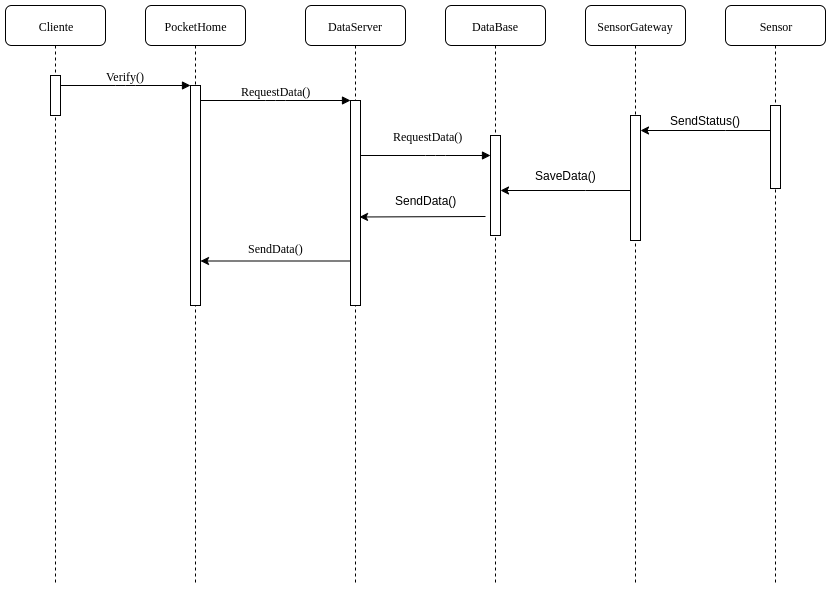 Cliente
PocketHome
DataServer
DataBase
SensorGateway
Sensor
Verify()
RequestData()
SendStatus()
RequestData()
SaveData()
SendData()
SendData()